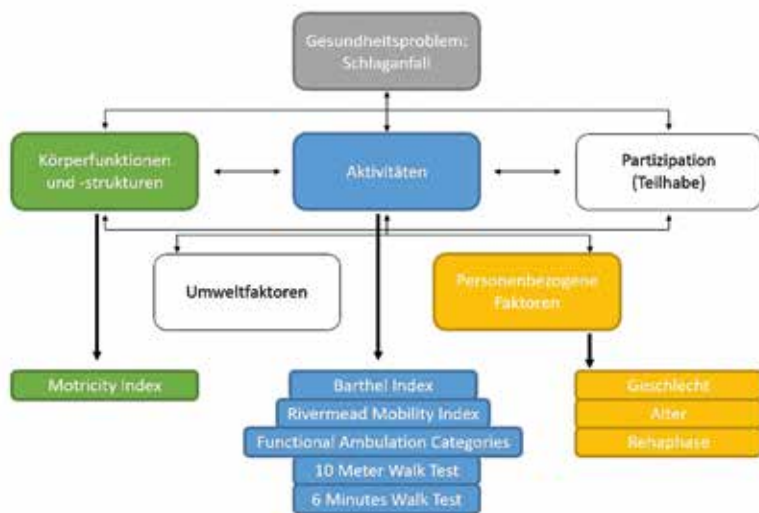 Gesundheitsproblem:
Schlaganfall
Körperfunktionen
und -strukturen
Aktivitäten
Partizipation
(Teilhabe)
Umweltfaktoren
Personenbezogene
Faktoren
Motricity Index
Barthel Index
Rivermead Mobility Index
Functional Ambulation Categories
10 Meter Walk Test
6 Minutes Walk Test
Geschlecht
Alter
Rehaphase